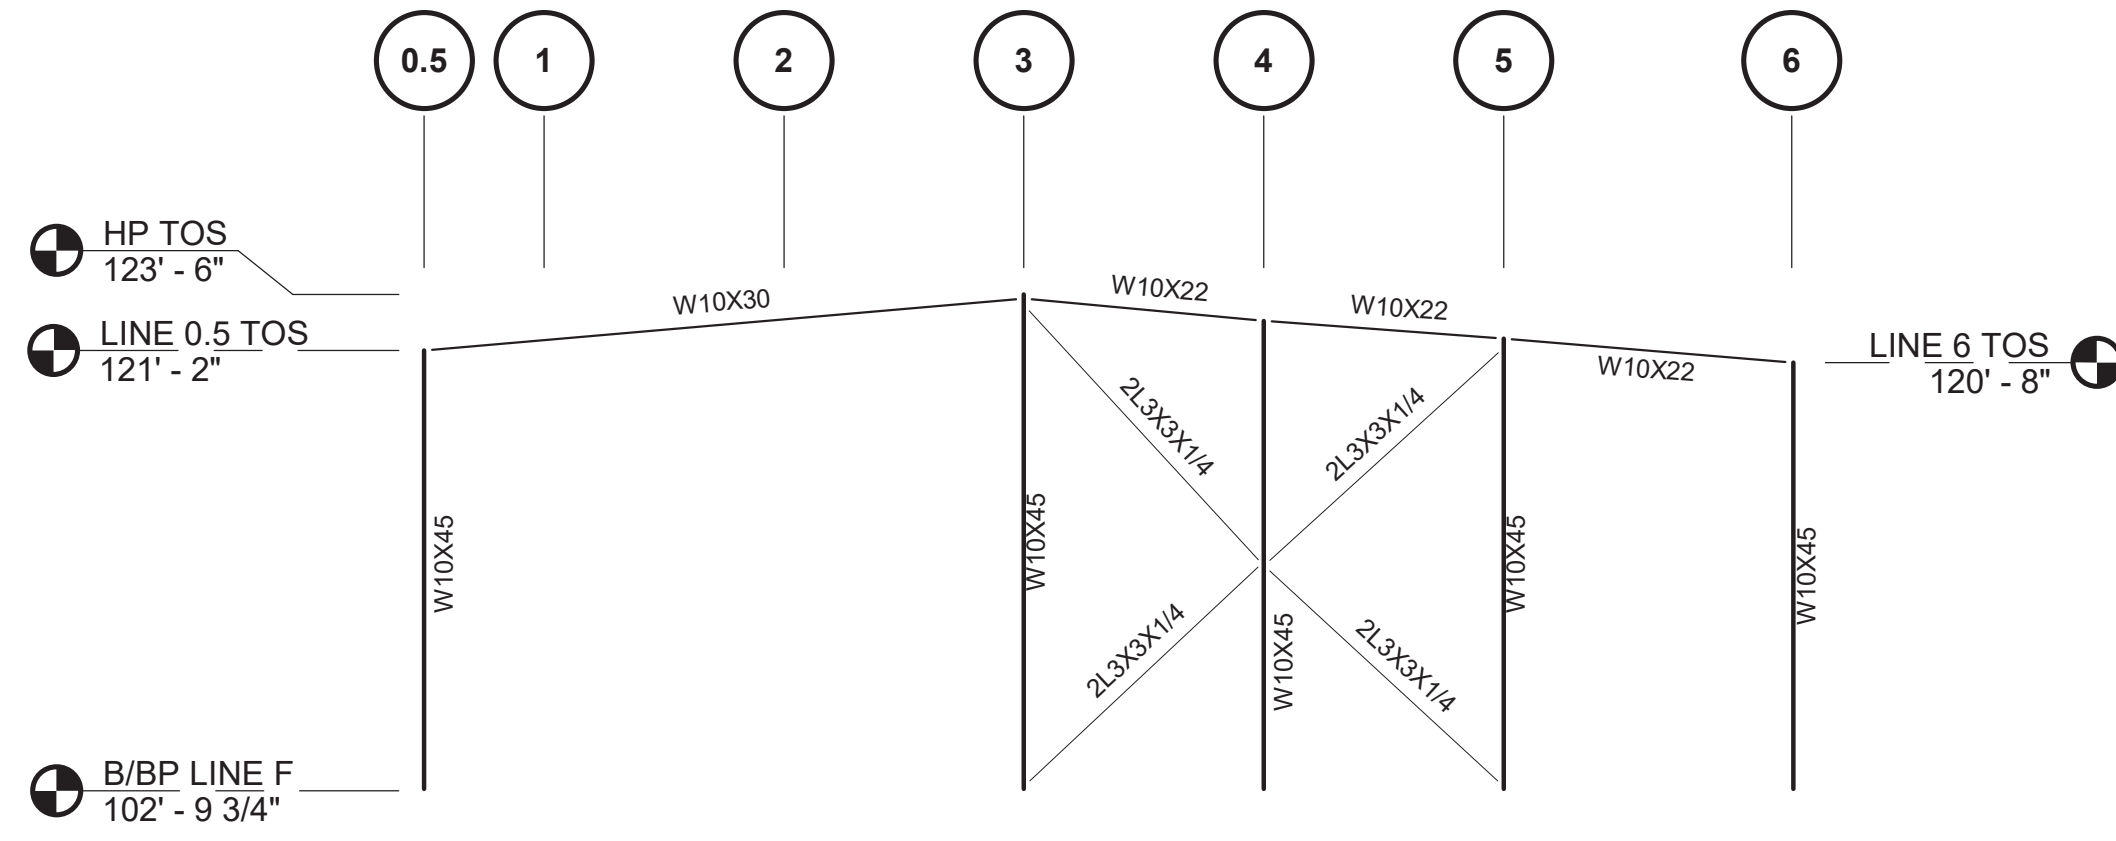 0.5
1
2
3
4
5
6
HP TOS
123' - 6"
LINE 0.5 TOS
121' - 2"
W10X30
W10X22
W10X22
W10X22
LINE 6 TOS
120' - 8"
2L3X3X1/4
2L3X3X1/4
W10X45
W10X45
W10X45
W10X45
2L3X3X1/4
W10X45
2L3X3X1/4
B/BP LINE F
102' - 9 3/4"